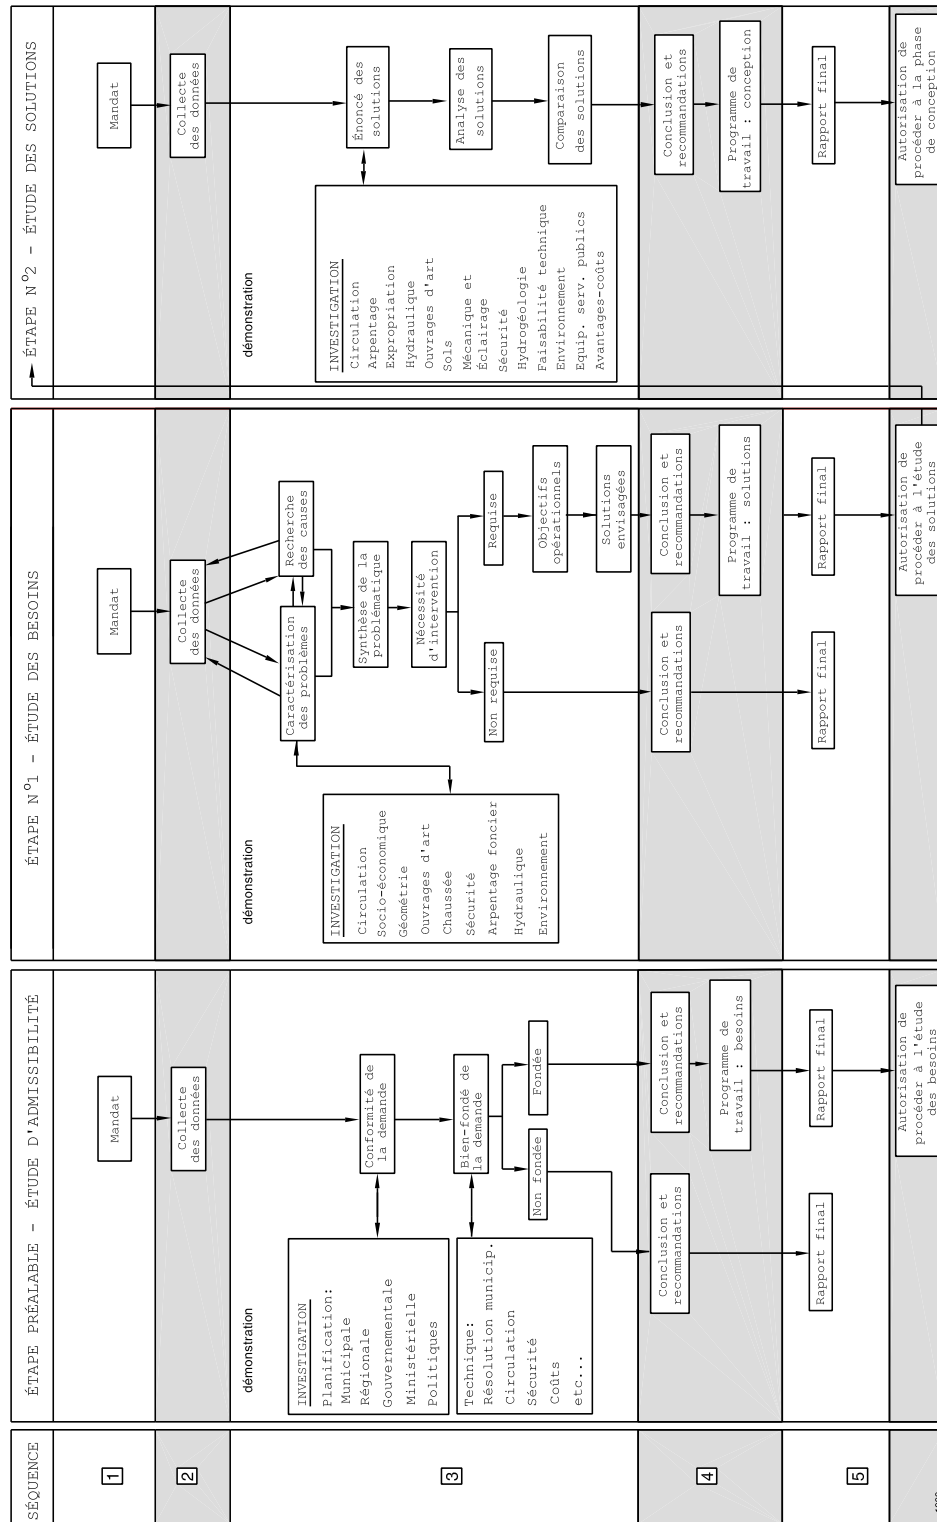 SÉQUENCE
1
2
3
4
5
ÉTAPE PRÉALABLE - ÉTUDE D'ADMISSIBILITÉ
Mandat
Collecte
des données
démonstration
Conformité de
la demande
INVESTIGATION
Planification:
Municipale
Régionale
Gouvernementale
Ministérielle
Politiques
Bien-fondé de
la demande
Technique:
Résolution municip.
Circulation
Sécurité
Coûts
etc...
Non fondée
Fondée
Conclusion et
recommandations
Conclusion et
recommandations
Programme de
travail : besoins
Rapport final
Rapport final
Autorisation de
procéder à l'étude
des besoins
ÉTAPE N°1 - ÉTUDE DES BESOINS
Mandat
Collecte
des données
démonstration
Caractérisation
des problèmes
Recherche
des causes
INVESTIGATION
Circulation
Socio-économique
Géométrie
Ouvrages d'art
Chaussée
Sécurité
Arpentage foncier
Hydraulique
Environnement
Synthèse de la
problématique
Nécessité
d'intervention
Non requise
Requise
Objectifs
opérationnels
Solutions
envisagées
Conclusion et
recommandations
Conclusion et
recommandations
Programme de
travail : solutions
Rapport final
Rapport final
Autorisation de
procéder à l'étude
des solutions
ÉTAPE N°2 - ÉTUDE DES SOLUTIONS
Mandat
Collecte
des données
démonstration
Énoncé des
solutions
INVESTIGATION
Circulation
Arpentage
Expropriation
Hydraulique
Ouvrages d'art
Sols
Mécanique et
Éclairage
Sécurité
Hydrogéologie
Faisabilité technique
Environnement
Equip. serv. publics
Avantages-coûts
Analyse des
solutions
Comparaison
des solutions
Conclusion et
recommandations
Programme de
travail : conception
Rapport final
Autorisation de
procéder à la phase
de conception